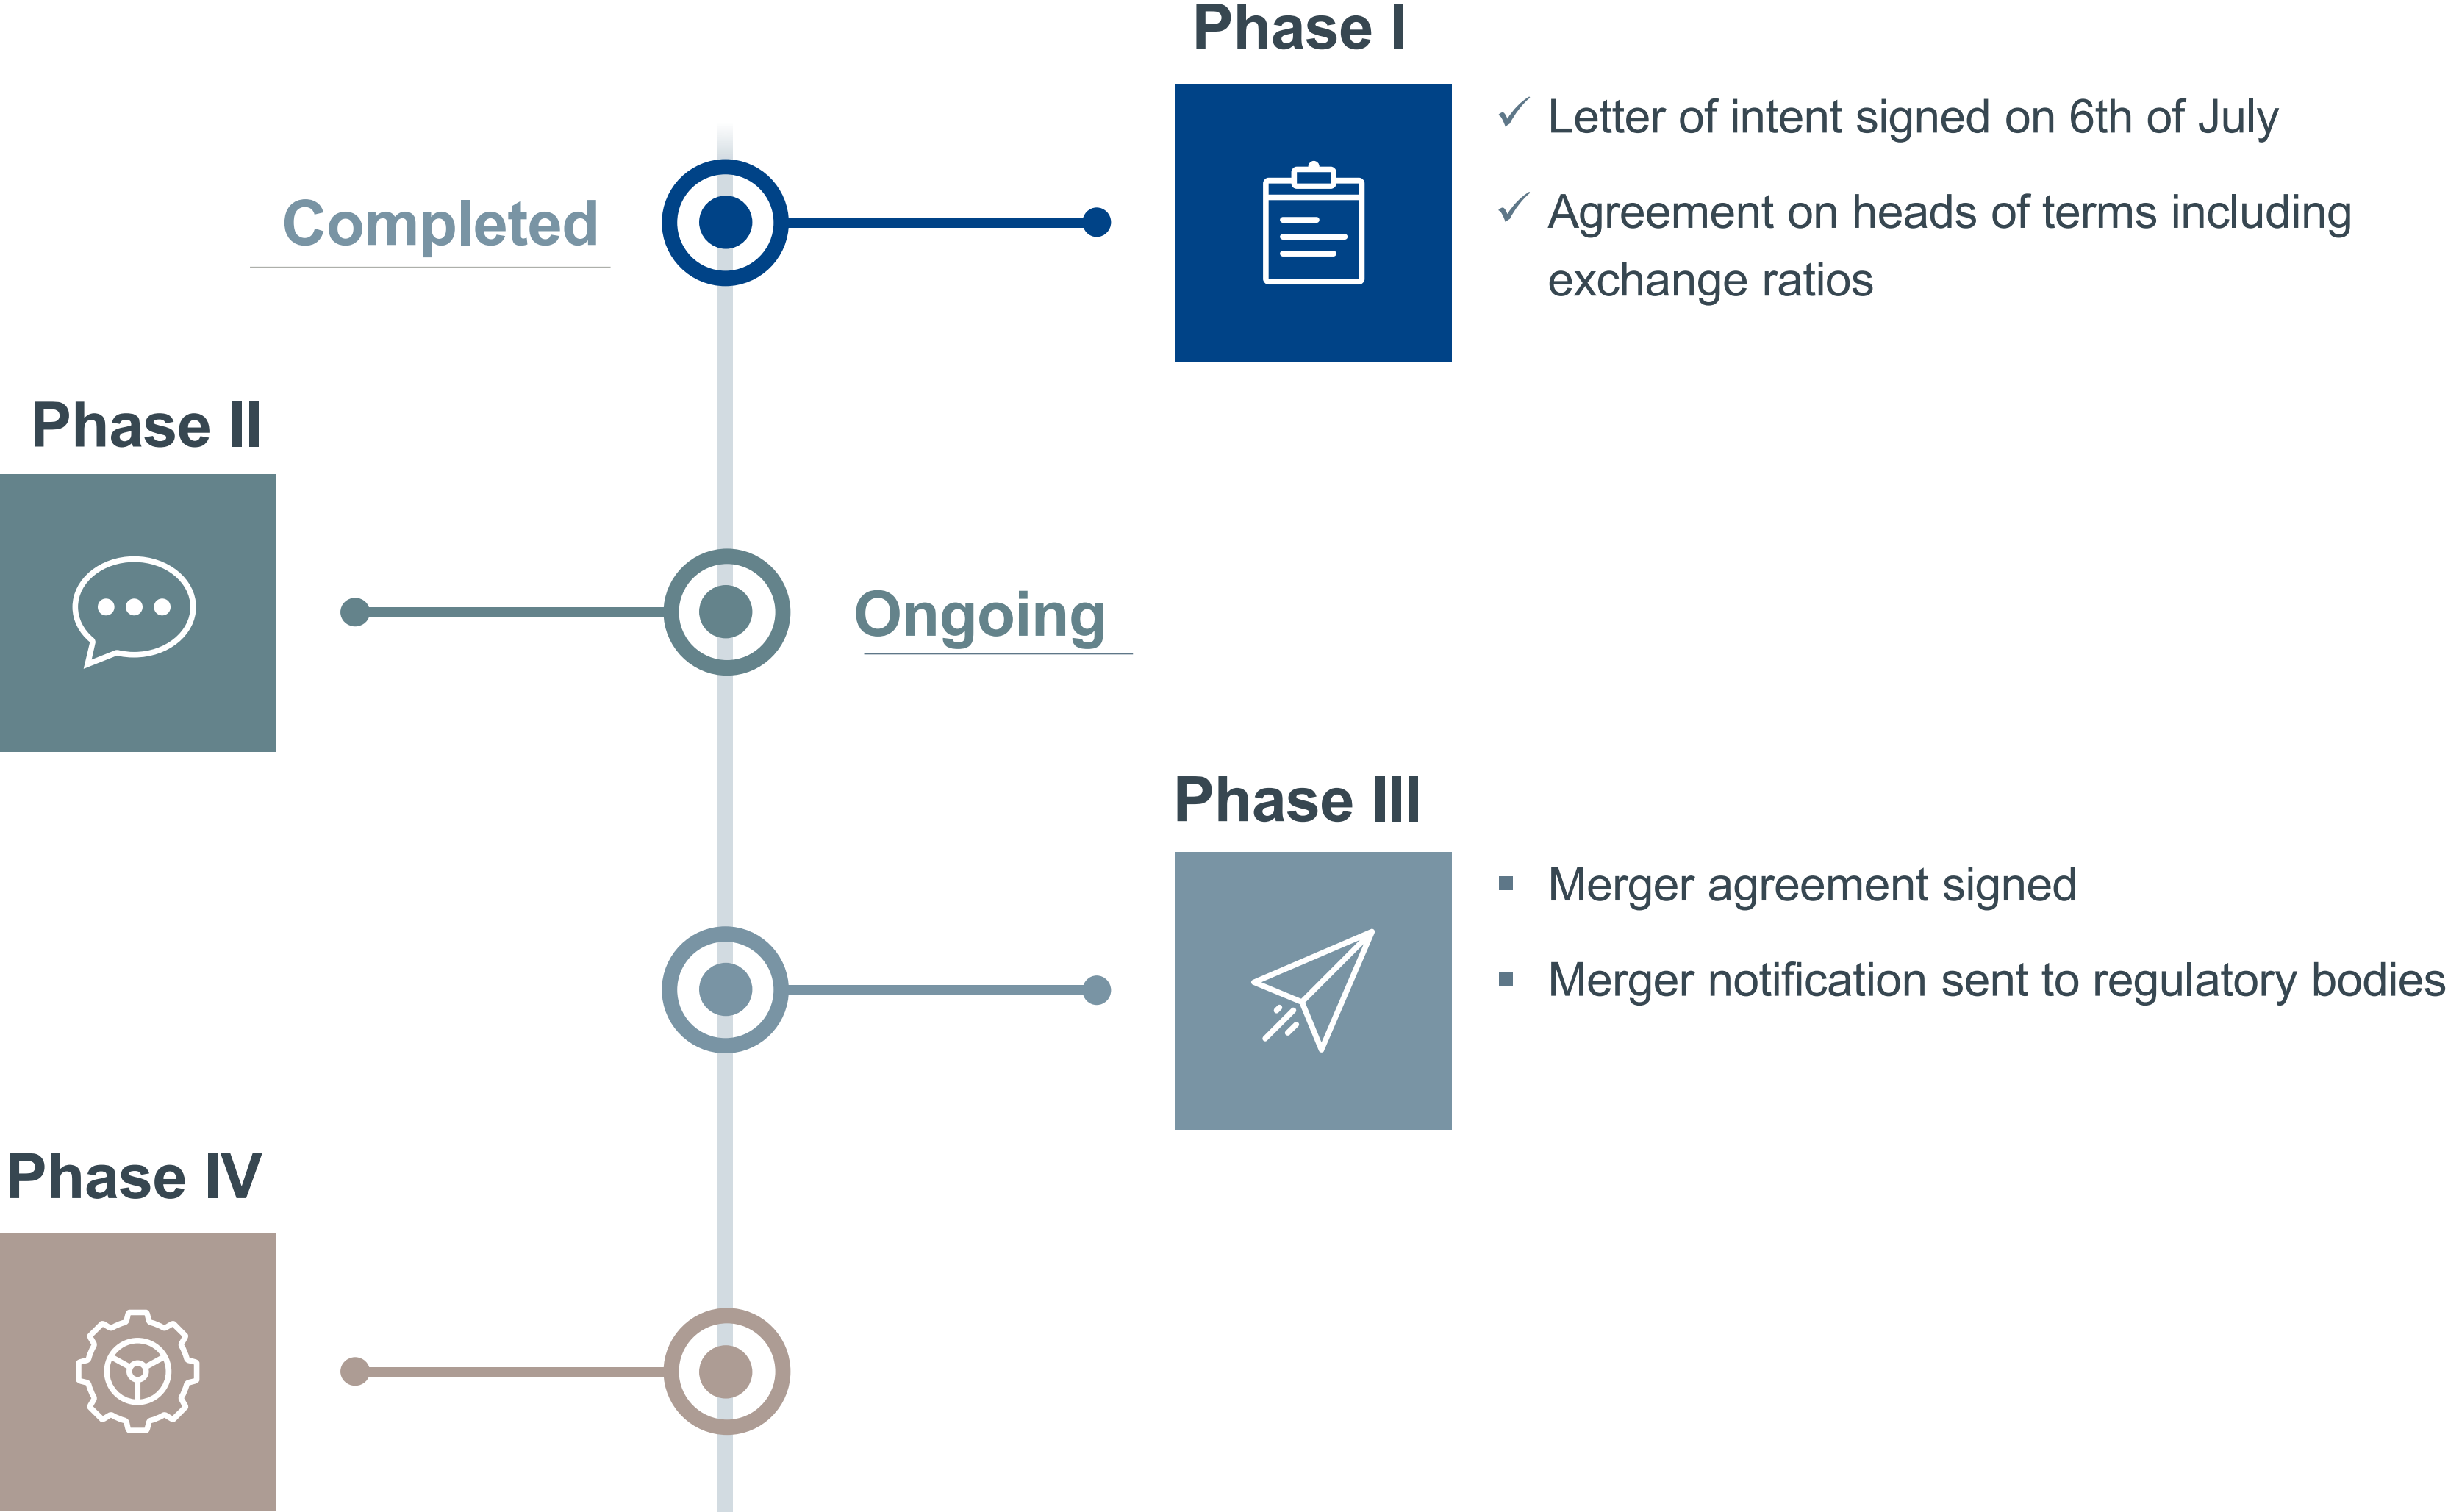 Phase I
Letter of intent signed on 6th of July
Completed
Agreement on heads of terms including
exchange ratios
Phase II
Ongoing
Phase III
Merger agreement signed
Merger notification sent to regulatory bodies
Phase IV